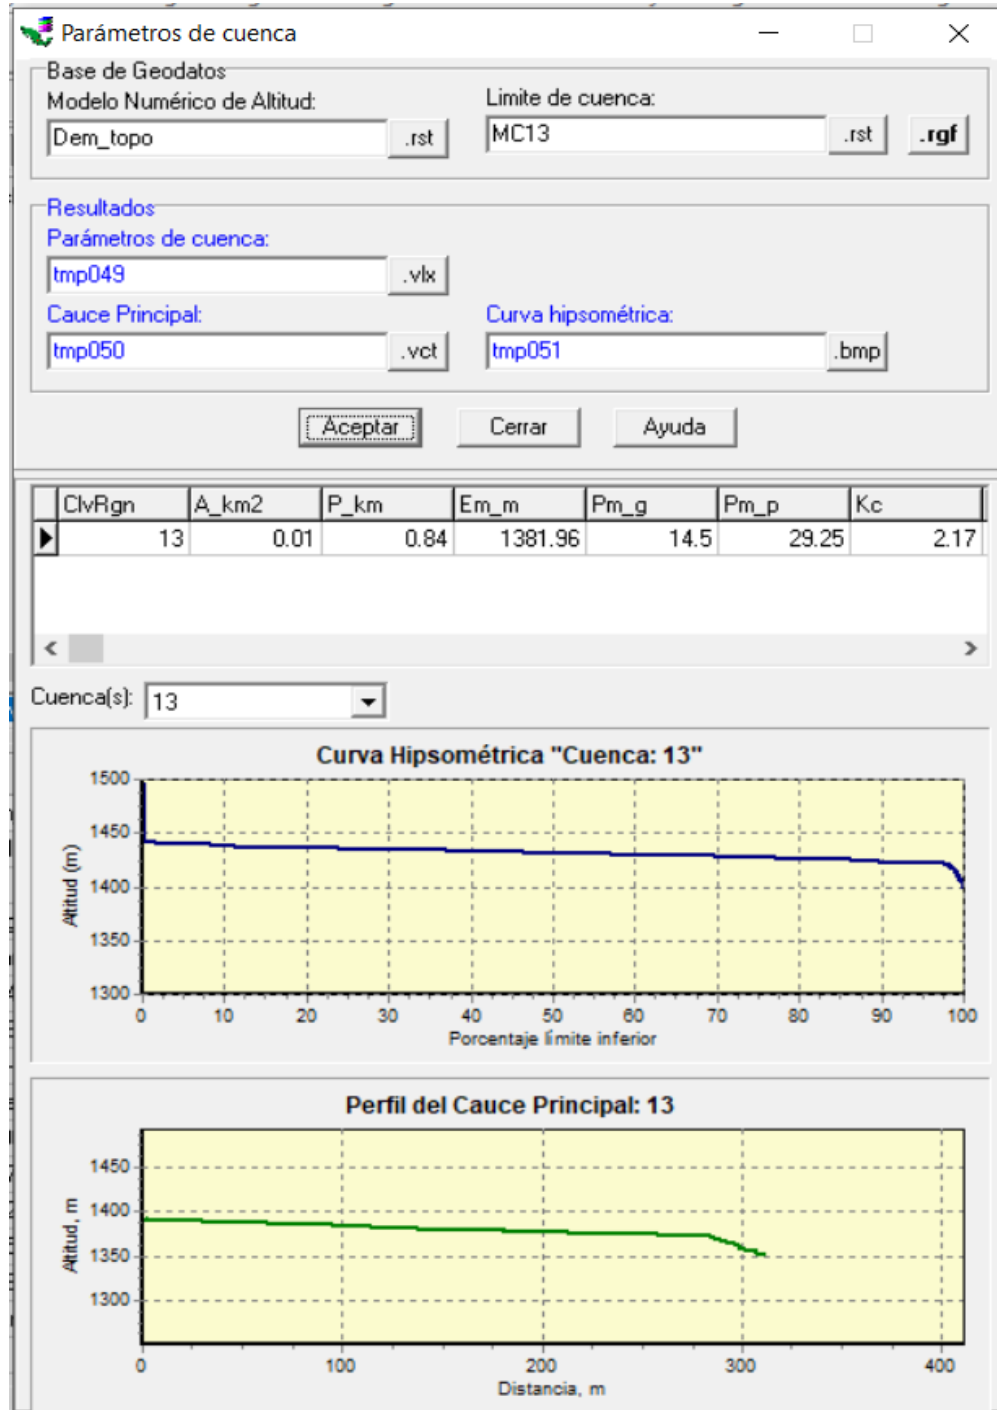 Parámetros de cuenca
Base de Geodatos
Modelo Numérico de Altitud: Limite de cuenca:
Dem_topo .rst MC13 .rst .rgf
Resultados
Parámetros de cuenca:
tmp049 .vlx
Cauce Principal: Curva hipsométrica:
tmp050 .vct tmp051 .bmp
Aceptar Cerrar Ayuda
ClvRgn A_km2 P_km Em_m Pm_g Pm_p Kc
13 0.01 0.84 1381.96 14.5 29.25 2.17
Cuenca(s): 13
Curva Hipsométrica "Cuenca: 13"
1500
1450
1400
1350
1300
Altitud (m)
0 10 20 30 40 50 60 70 80 90 100
Porcentaje límite inferior
Perfil del Cauce Principal: 13
1450
1400
1350
1300
Altitud, m
0 100 200 300 400
Distancia, m